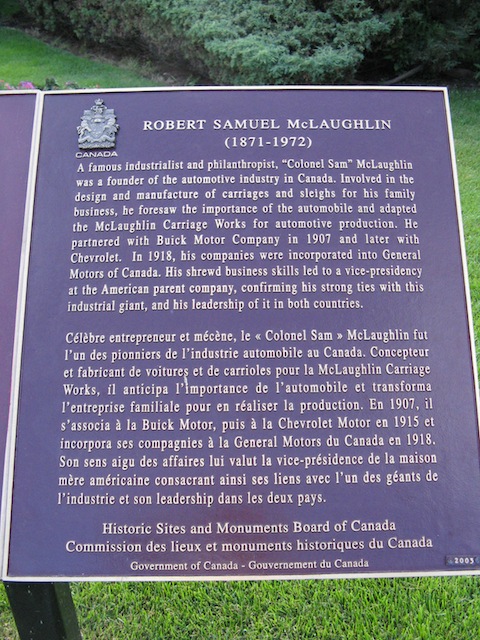 CANADA
ROBERT SAMUEL McLAUGHLIN
(1871-1972)
A famous industrialist and philanthropist, "Colonel Sam" McLaughlin
was a founder of the automotive industry in Canada. Involved in the
design and manufacture of carriages and sleighs for his family
business, he foresaw the importance of the automobile and adapted
the McLaughlin Carriage Works for automotive production. He
partnered with Buick Motor Company in 1907 and later with
Chevrolet. In 1918, his companies were incorporated into General
Motors of Canada. His shrewd business skills led to a vice-presidency
at the American parent company, confirming his strong ties with this
industrial giant, and his leadership of it in both countries.
Célèbre entrepreneur et mécène, le « Colonel Sam » McLaughlin fut
l'un des pionniers de l'industrie automobile au Canada. Concepteur
et fabricant de voitures et de carrioles pour la McLaughlin Carriage
Works, il anticipa l'importance de l'automobile et transforma
l'entreprise familiale pour en réaliser la production. En 1907, il
s'associa à la Buick Motor, puis à la Chevrolet Motor en 1915 et
incorpora ses compagnies à la General Motors du Canada en 1918.
Son sens aigu des affaires lui valut la vice-présidence de la maison
mère américaine consacrant ainsi ses liens avec l'un des géants de
l'industrie et son leadership dans les deux pays.
Historic Sites and Monuments Board of Canada
Commission des lieux et monuments historiques du Canada
Government of Canada - Gouvernement du Canada
2003